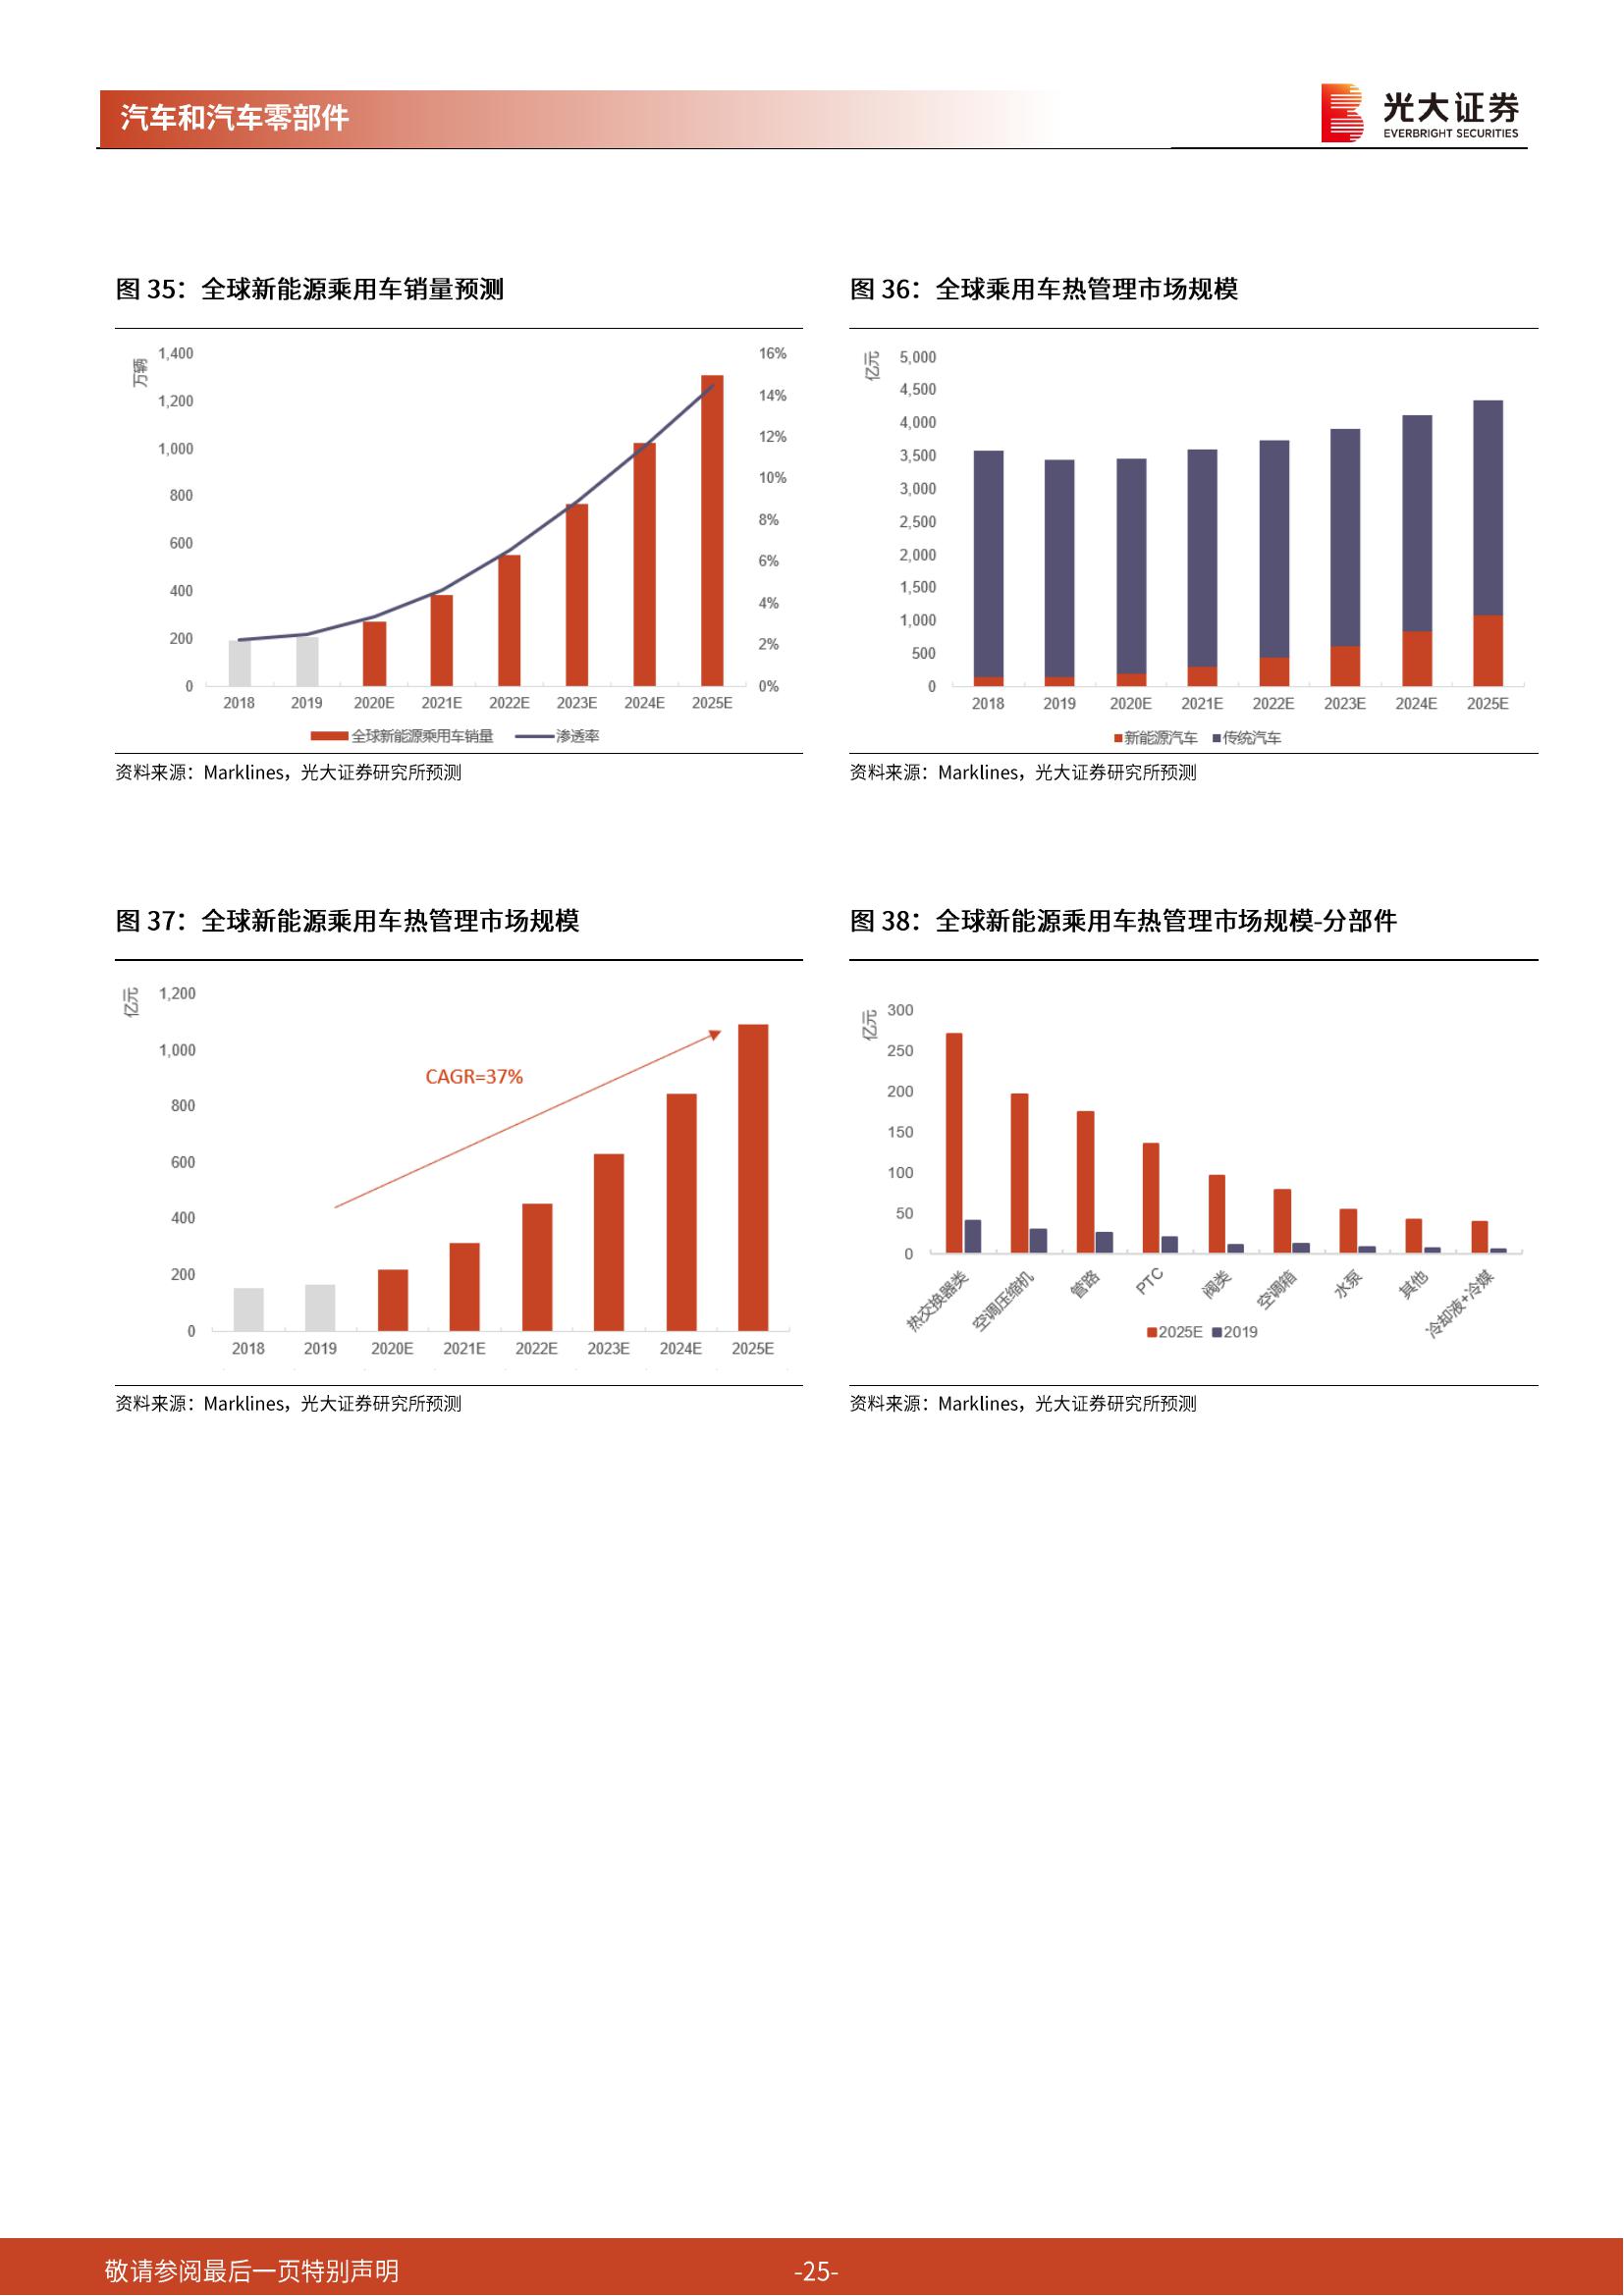 汽车和汽车零部件
光大证券
EVERBRIGHT SECURITIES
图 35：全球新能源乘用车销量预测
万辆
1,400
1,200
1,000
800
600
400
200
0
16%
14%
12%
10%
8%
6%
4%
2%
0%
2018 2019 2020E 2021E 2022E 2023E 2024E 2025E
全球新能源乘用车销量 渗透率
资料来源：Marklines，光大证券研究所预测
图 36：全球乘用车热管理市场规模
亿元
5,000
4,500
4,000
3,500
3,000
2,500
2,000
1,500
1,000
500
0
2018 2019 2020E 2021E 2022E 2023E 2024E 2025E
新能源汽车 传统汽车
资料来源：Marklines，光大证券研究所预测
图 37：全球新能源乘用车热管理市场规模
亿元
1,200
1,000
800
600
400
200
0
CAGR=37%
2018 2019 2020E 2021E 2022E 2023E 2024E 2025E
资料来源：Marklines，光大证券研究所预测
图 38：全球新能源乘用车热管理市场规模-分部件
亿元
300
250
200
150
100
50
0
热交换器类 空调压缩机 管路 PTC 阀类 空调箱 水泵 其他 冷却液+冷媒
2025E 2019
资料来源：Marklines，光大证券研究所预测
敬请参阅最后一页特别声明
-25-